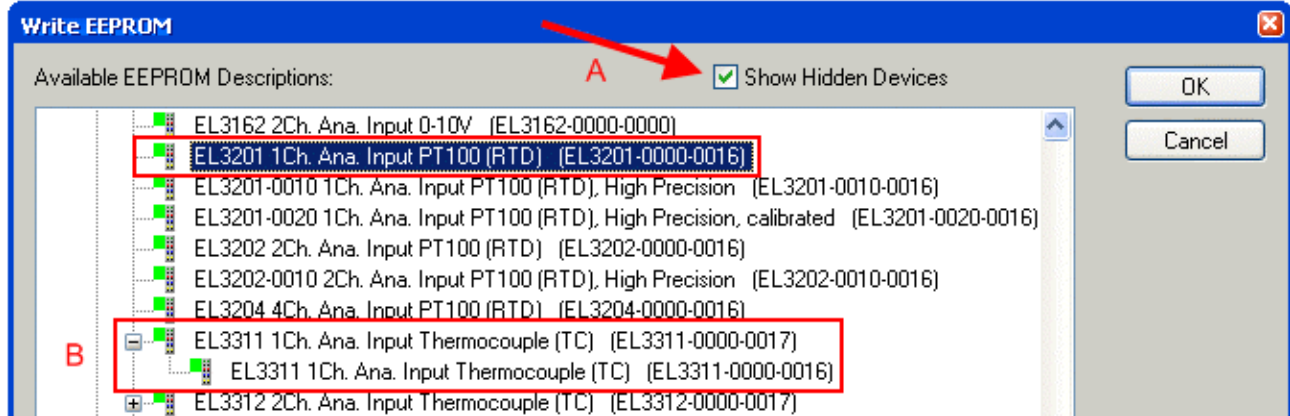 Write EEPROM
Available EEPROM Descriptions:
A
Show Hidden Devices
OK
Cancel
EL3162 2Ch. Ana. Input 0-10V (EL3162-0000-0000)
EL3201 1Ch. Ana. Input PT100 (RTD) (EL3201-0000-0016)
EL3201-0010 1Ch. Ana. Input PT100 (RTD), High Precision (EL3201-0010-0016)
EL3201-0020 1Ch. Ana. Input PT100 (RTD), High Precision, calibrated (EL3201-0020-0016)
EL3202 2Ch. Ana. Input PT100 (RTD) (EL3202-0000-0016)
EL3202-0010 2Ch. Ana. Input PT100 (RTD), High Precision (EL3202-0010-0016)
EL3204 4Ch. Ana. Input PT100 (RTD) (EL3204-0000-0016)
EL3311 1Ch. Ana. Input Thermocouple (TC) (EL3311-0000-0017)
B
EL3311 1Ch. Ana. Input Thermocouple (TC) (EL3311-0000-0016)
EL3312 2Ch. Ana. Input Thermocouple (TC) (EL3312-0000-0017)